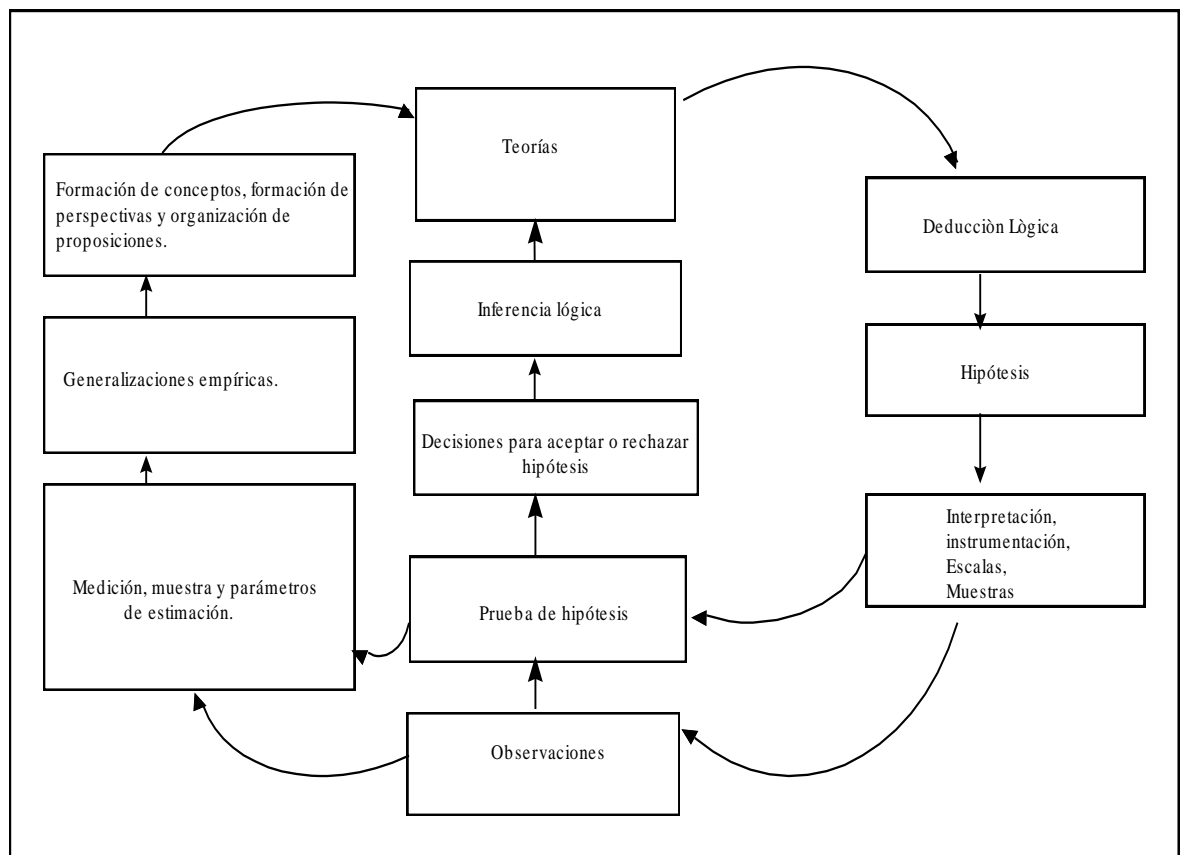 Teorías
Formación de conceptos, formación de
perspectivas y organización de
proposiciones.
Deducciòn Lògica
Inferencia lógica
Generalizaciones empíricas.
Hipótesis
Decisiones para aceptar o rechazar
hipótesis
Interpretación,
instrumentación,
Escalas,
Muestras
Medición, muestra y parámetros
de estimación.
Prueba de hipótesis
Observaciones